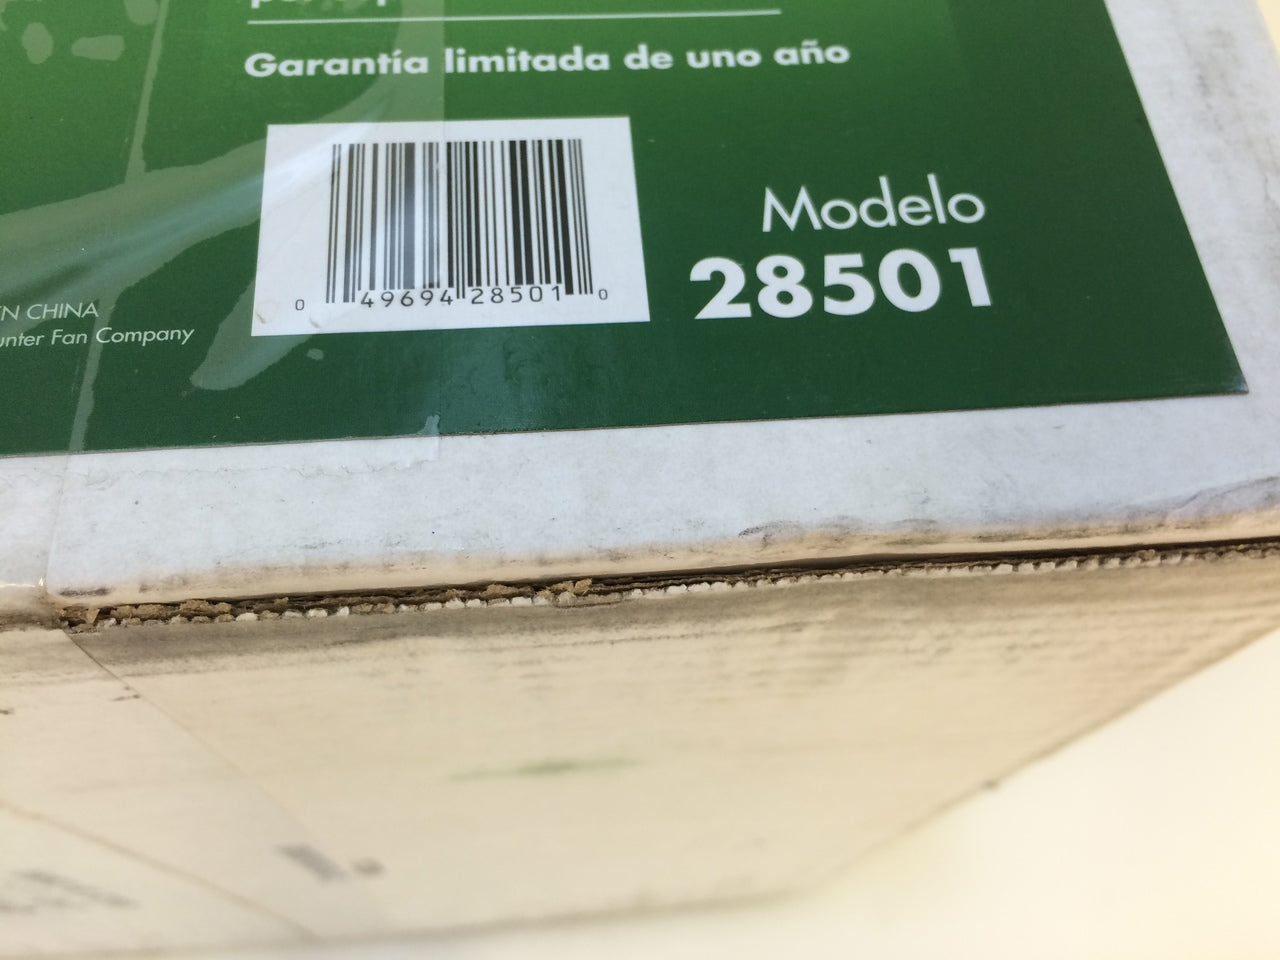 Garantía limitada de uno año
Modelo
28501
0 49694 28501 0
N CHINA
unter Fan Company